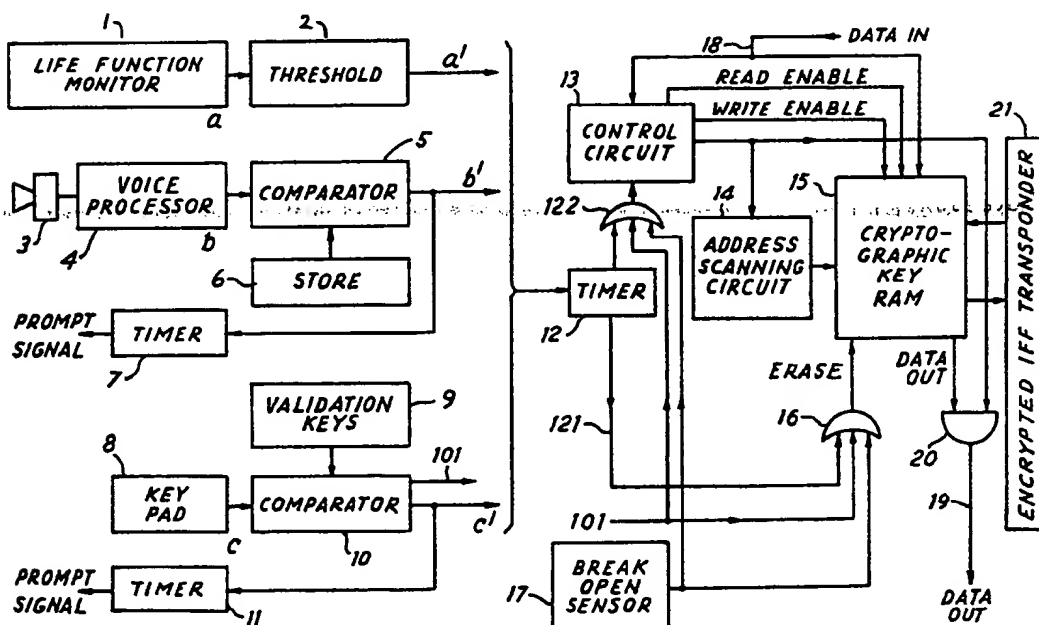 1
LIFE FUNCTION
MONITOR
a
2
THRESHOLD
a'
3
VOICE
PROCESSOR
4
b
5
COMPARATOR
b'
6
STORE
PROMPT
SIGNAL
TIMER
7
VALIDATION
KEYS
9
8
KEY
PAD
c
COMPARATOR
10
101
c'
PROMPT
SIGNAL
TIMER
11
18
DATA IN
13
READ ENABLE
WRITE ENABLE
CONTROL
CIRCUIT
122
14
ADDRESS
SCANNING
CIRCUIT
TIMER
12
15
CRYPTO-
GRAPHIC
KEY
RAM
21
ENCRYPTED IFF TRANSPONDER
ERASE
DATA
OUT
121
16
20
101
19
17
BREAK
OPEN
SENSOR
DATA
OUT